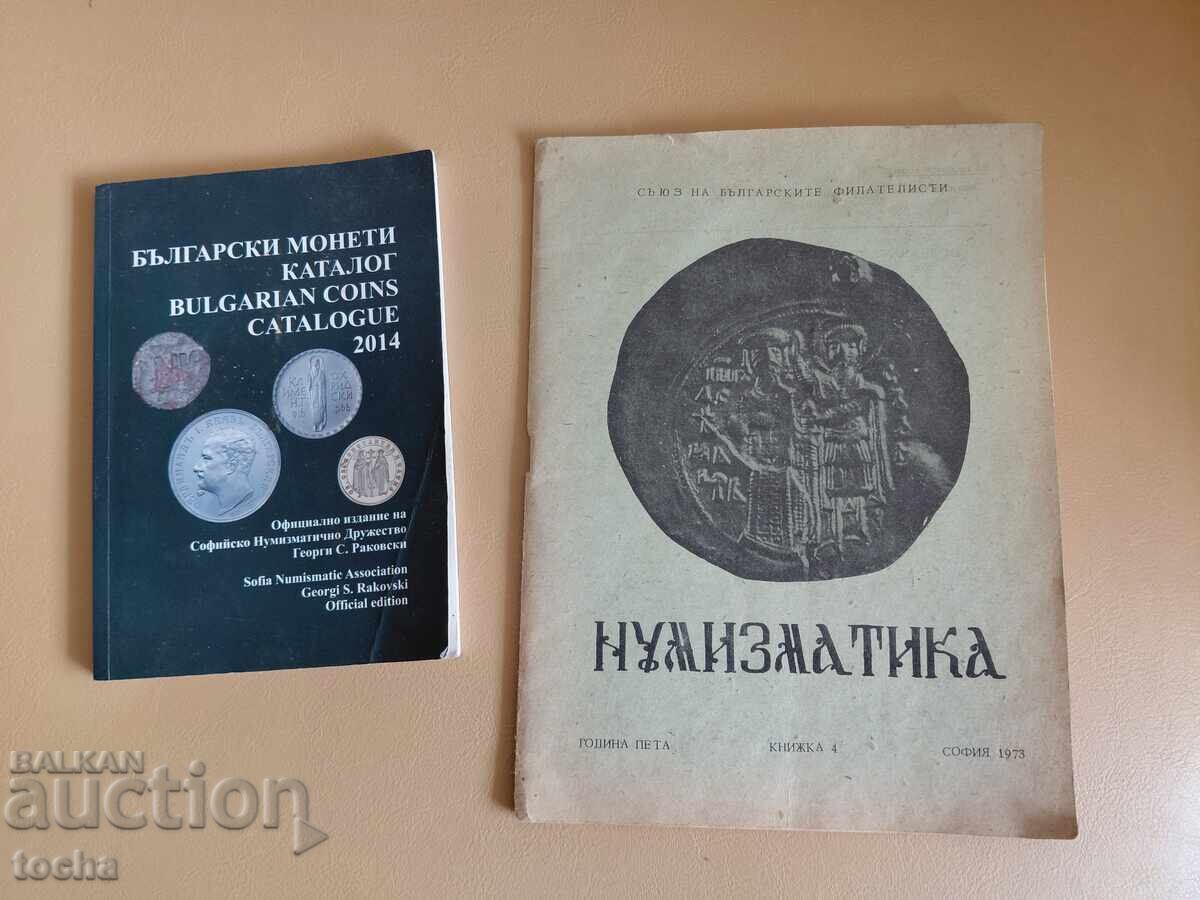 БЪЛГАРСКИ МОНЕТИ
КАТАЛОГ
BULGARIAN COINS
CATALOGUE
2014
Официално издание на
Софийско Нумизматично Дружество
Георги С. Раковски
Sofia Numismatic Association
Georgi S. Rakovski
Official edition
СЪЮЗ НА БЪЛГАРСКИТЕ ФИЛАТЕЛИСТИ
НУМИЗМАТИКА
ГОДИНА ПЕТА КНИЖКА 4 СОФИЯ 1973
BALKAN
auction
tocha